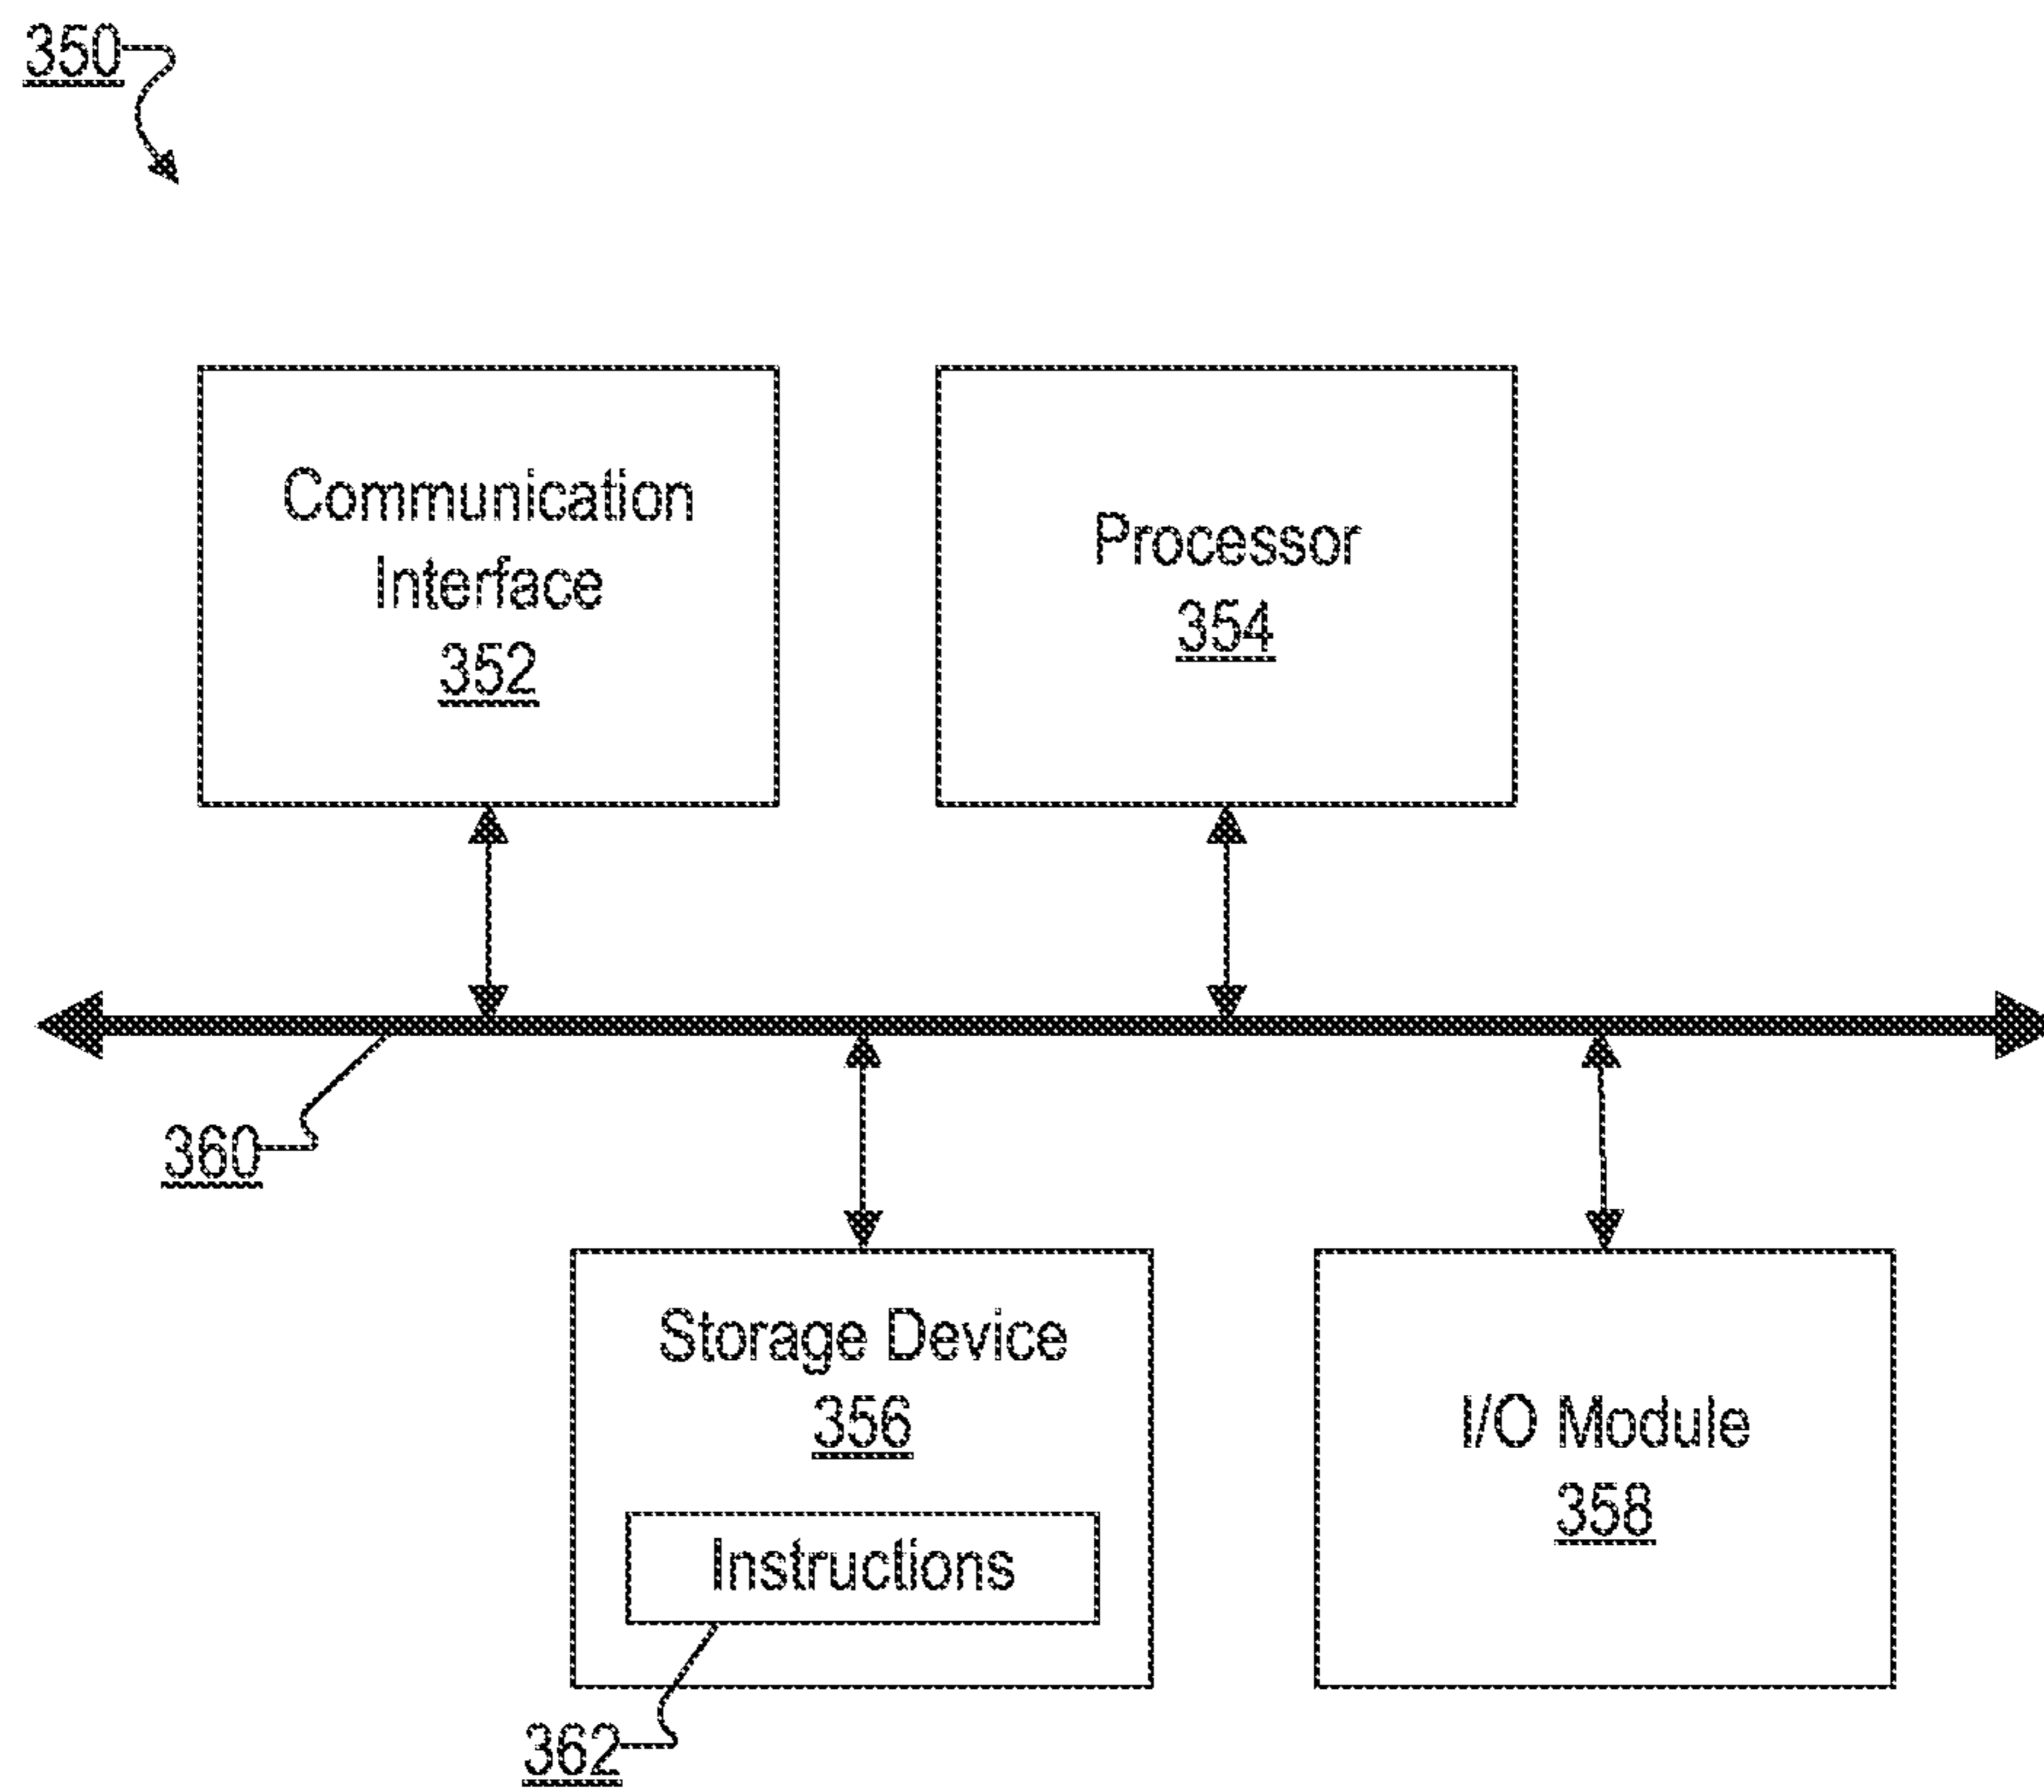 350
Communication
Interface
352
Processor
354
360
Storage Device
356
Instructions
362
I/O Module
358